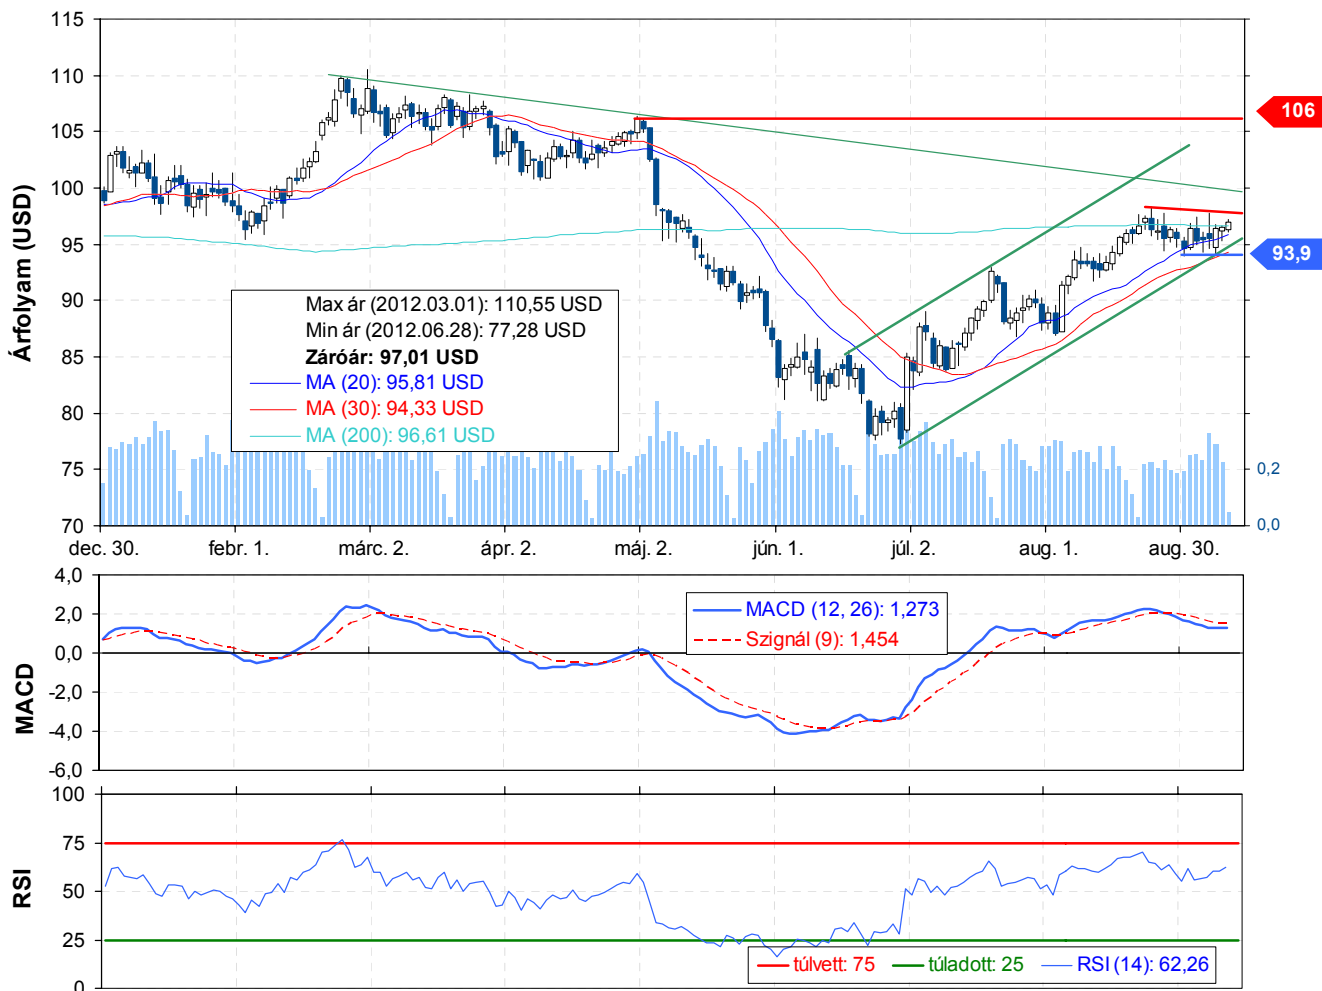 115
110
105
100
95
90
85
80
75
70
Árfolyam (USD)
106
93,9
0,2
0,0
Max ár (2012.03.01): 110,55 USD
Min ár (2012.06.28): 77,28 USD
Záróár: 97,01 USD
MA (20): 95,81 USD
MA (30): 94,33 USD
MA (200): 96,61 USD
dec. 30.
febr. 1.
márc. 2.
ápr. 2.
máj. 2.
jún. 1.
júl. 2.
aug. 1.
aug. 30.
4,0
2,0
0,0
-2,0
-4,0
-6,0
MACD
MACD (12, 26): 1,273
Szignál (9): 1,454
100
75
50
25
0
RSI
túlvett: 75
túladott: 25
RSI (14): 62,26